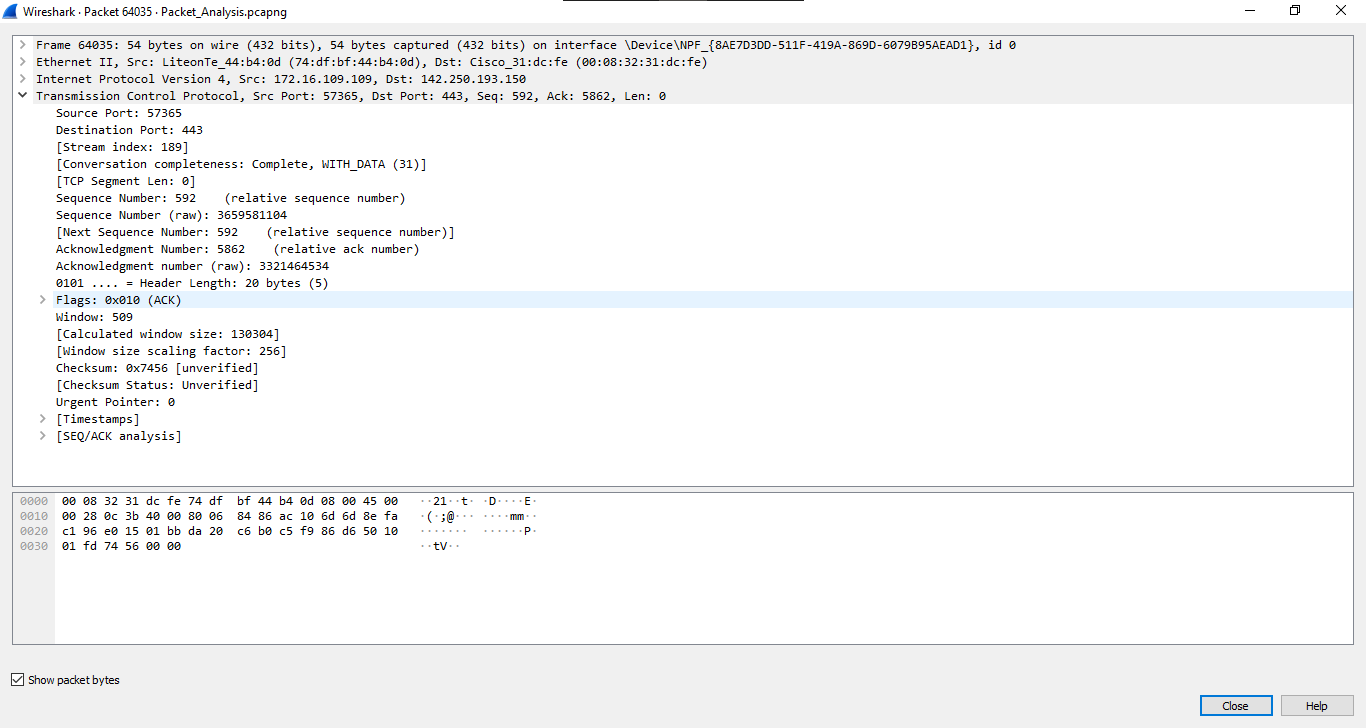 Wireshark · Packet 64035 · Packet_Analysis.pcapng
Frame 64035: 54 bytes on wire (432 bits), 54 bytes captured (432 bits) on interface \Device\NPF_{8AE7D3DD-511F-419A-869D-6079B95AEAD1}, id 0
Ethernet II, Src: LiteonTe_44:b4:0d (74:df:bf:44:b4:0d), Dst: Cisco_31:dc:fe (00:08:32:31:dc:fe)
Internet Protocol Version 4, Src: 172.16.109.109, Dst: 142.250.193.150
Transmission Control Protocol, Src Port: 57365, Dst Port: 443, Seq: 592, Ack: 5862, Len: 0
Source Port: 57365
Destination Port: 443
[Stream index: 189]
[Conversation completeness: Complete, WITH_DATA (31)]
[TCP Segment Len: 0]
Sequence Number: 592    (relative sequence number)
Sequence Number (raw): 3659581104
[Next Sequence Number: 592    (relative sequence number)]
Acknowledgment Number: 5862    (relative ack number)
Acknowledgment number (raw): 3321464534
0101 .... = Header Length: 20 bytes (5)
Flags: 0x010 (ACK)
Window: 509
[Calculated window size: 130304]
[Window size scaling factor: 256]
Checksum: 0x7456 [unverified]
[Checksum Status: Unverified]
Urgent Pointer: 0
[Timestamps]
[SEQ/ACK analysis]
0000 00 08 32 31 dc fe 74 df bf 44 b4 0d 08 00 45 00 ··21··t· ·D····E·
0010 00 28 0c 3b 40 00 80 06 84 86 ac 10 6d 6d 8e fa ·(·;@··· ····mm··
0020 c1 96 e0 15 01 bb da 20 c6 b0 c5 f9 86 d6 50 10 ······· ······P·
0030 01 fd 74 56 00 00 ··tV··
Show packet bytes
Close
Help